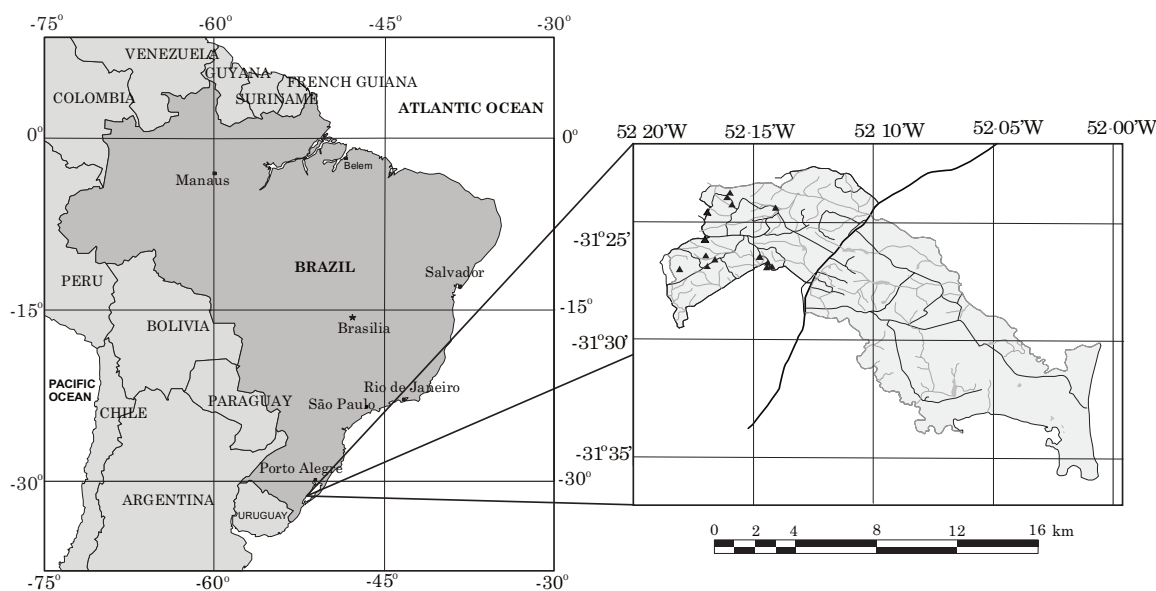 -75° -60° -45° -30°
VENEZUELA
GUYANA
FRENCH GUIANA
COLOMBIA
SURINAME
ATLANTIC OCEAN
0° 0°
Belem
Manaus
BRAZIL
PERU
Salvador
-15° -15°
BOLIVIA
Brasilia
PACIFIC
OCEAN
Rio de Janeiro
PARAGUAY
São Paulo
CHILE
Porto Alegre
-30° -30°
ARGENTINA
URUGUAY
-75° -60° -45° -30°
52 20'W 52 15'W 52 10'W 52 05'W 52 00'W
-31°25'
-31°30'
-31°35'
0 2 4 8 12 16 km